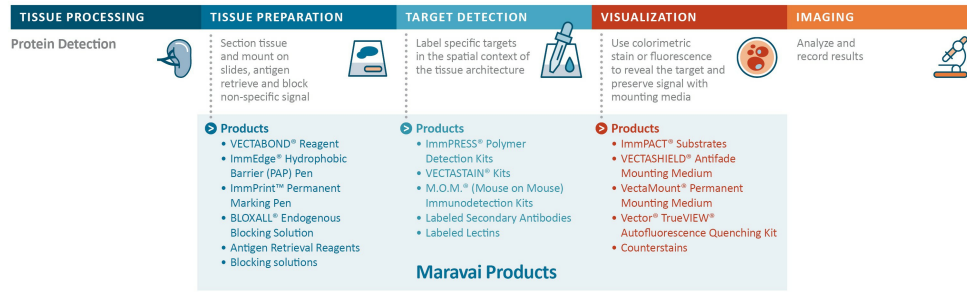 TISSUE PROCESSING
TISSUE PREPARATION
TARGET DETECTION
VISUALIZATION
IMAGING
Protein Detection
Section tissue
and mount on
slides, antigen
retrieve and block
non-specific signal
Label specific targets
in the spatial context of
the tissue architecture
Use colorimetric
stain or fluorescence
to reveal the target and
preserve signal with
mounting media
Analyze and
record results
Products
• VECTABOND® Reagent
• ImmEdge® Hydrophobic
Barrier (PAP) Pen
• ImmPrint™ Permanent
Marking Pen
• BLOXALL® Endogenous
Blocking Solution
• Antigen Retrieval Reagents
• Blocking solutions
Products
• ImmPRESS® Polymer
Detection Kits
• VECTASTAIN® Kits
• M.O.M.® (Mouse on Mouse)
Immunodetection Kits
• Labeled Secondary Antibodies
• Labeled Lectins
Products
• ImmPACT® Substrates
• VECTASHIELD® Antifade
Mounting Medium
• VectaMount® Permanent
Mounting Medium
• Vector® TrueVIEW®
Autofluorescence Quenching Kit
• Counterstains
Maravai Products